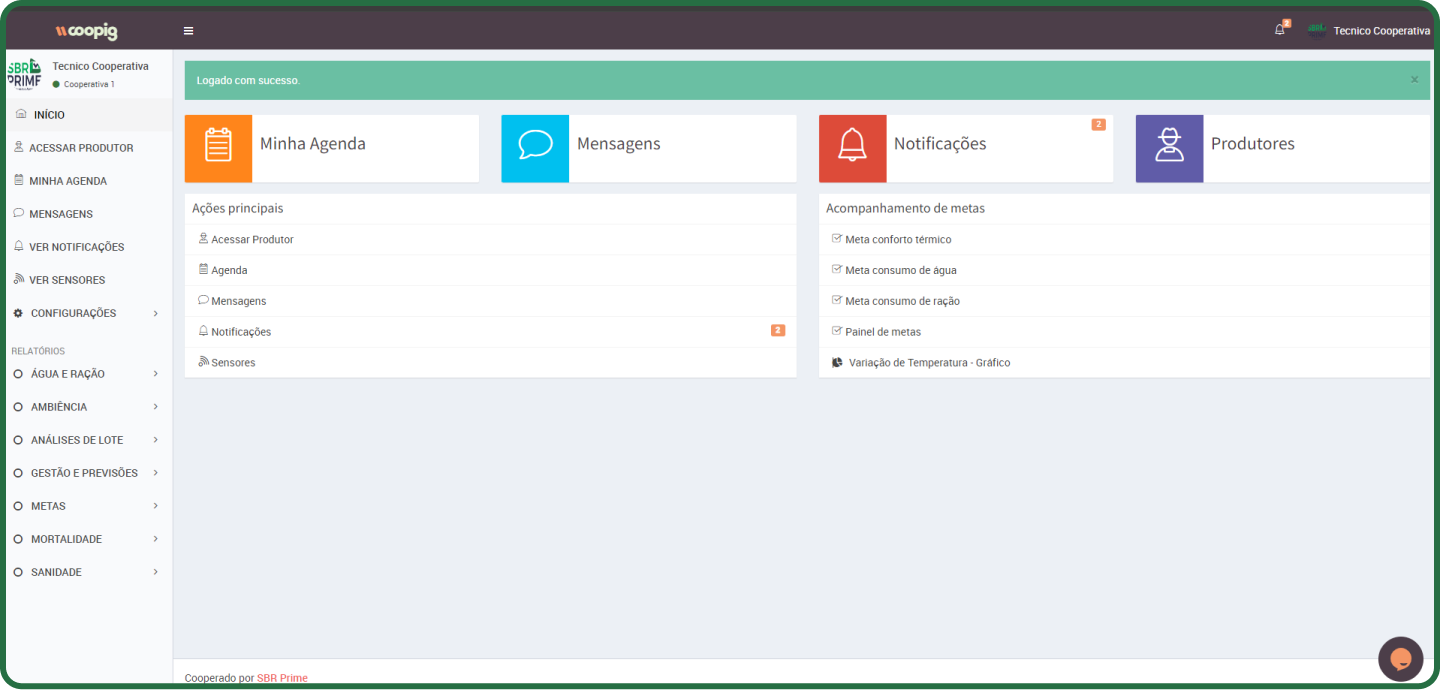 coopig
2
Tecnico Cooperativa
SBR
PRIME
Tecnico Cooperativa
Cooperativa 1
INÍCIO
ACESSAR PRODUTOR
MINHA AGENDA
MENSAGENS
VER NOTIFICAÇÕES
VER SENSORES
CONFIGURAÇÕES
RELATÓRIOS
ÁGUA E RAÇÃO
AMBIÊNCIA
ANÁLISES DE LOTE
GESTÃO E PREVISÕES
METAS
MORTALIDADE
SANIDADE
Logado com sucesso.
×
Minha Agenda
Mensagens
Notificações
2
Produtores
Ações principais
Acessar Produtor
Agenda
Mensagens
Notificações
2
Sensores
Acompanhamento de metas
Meta conforto térmico
Meta consumo de água
Meta consumo de ração
Painel de metas
Variação de Temperatura - Gráfico
Cooperado por SBR Prime